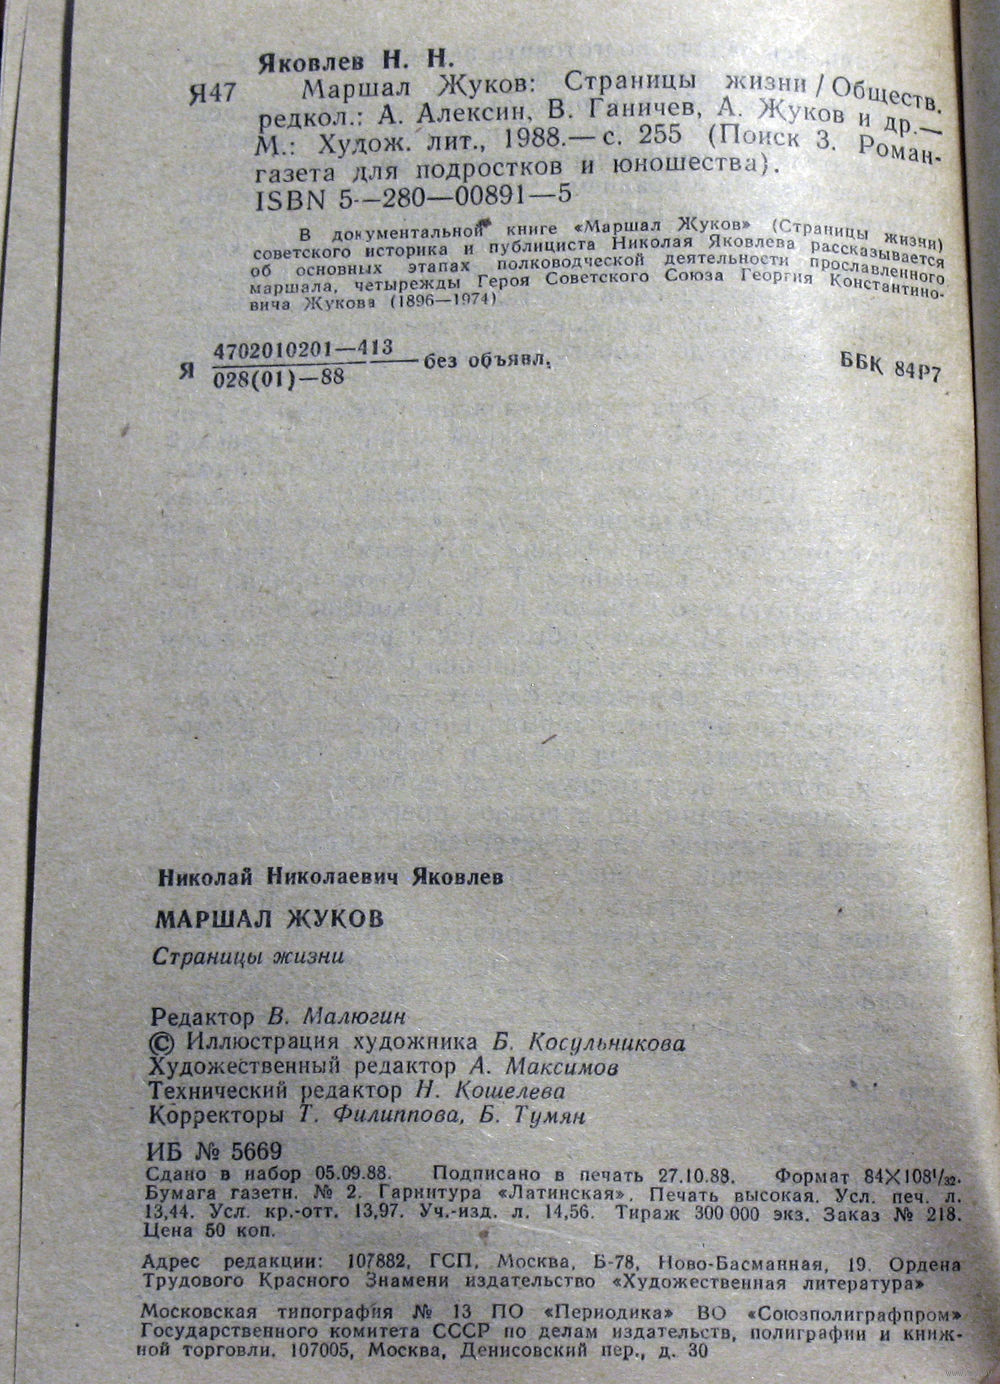 Яковлев Н. Н.
Я47 Маршал Жуков: Страницы жизни / Обществ.
редкол.: А. Алексин, В. Ганичев, А. Жуков и др.—
М.: Худож. лит., 1988.— с. 255 (Поиск 3. Роман-
газета для подростков и юношества).
ISBN 5—280—00891—5
В документальной книге «Маршал Жуков» (Страницы жизни)
советского историка и публициста Николая Яковлева рассказывается
об основных этапах полководческой деятельности прославленного
маршала, четырежды Героя Советского Союза Георгия Константино-
вича Жукова (1896—1974)
4702010201—413
Я без объявл.
028(01)—88
ББК 84Р7
Николай Николаевич Яковлев
МАРШАЛ ЖУКОВ
Страницы жизни
Редактор В. Малюгин
© Иллюстрация художника Б. Косульникова
Художественный редактор А. Максимов
Технический редактор Н. Кошелева
Корректоры Т. Филиппова, Б. Тумян
ИБ № 5669
Сдано в набор 05.09.88. Подписано в печать 27.10.88. Формат 84×108 1/32.
Бумага газетн. № 2. Гарнитура «Латинская». Печать высокая. Усл. печ. л.
13,44. Усл. кр.-отт. 13,97. Уч.-изд. л. 14,56. Тираж 300 000 экз. Заказ № 218.
Цена 50 коп.
Адрес редакции: 107882, ГСП, Москва, Б-78, Ново-Басманная, 19. Ордена
Трудового Красного Знамени издательство «Художественная литература»
Московская типография № 13 ПО «Периодика» ВО «Союзполиграфпром»
Государственного комитета СССР по делам издательств, полиграфии и книж-
ной торговли. 107005, Москва, Денисовский пер., д. 30